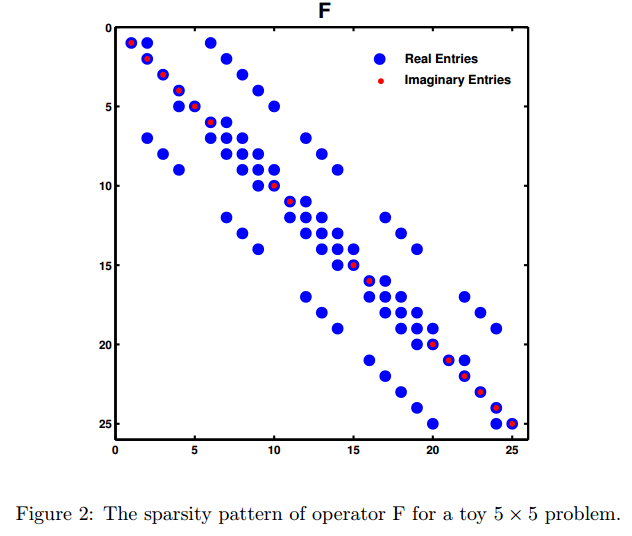 F
0
Real Entries
Imaginary Entries
5
10
15
20
25
0 5 10 15 20 25
Figure 2: The sparsity pattern of operator F for a toy 5 × 5 problem.